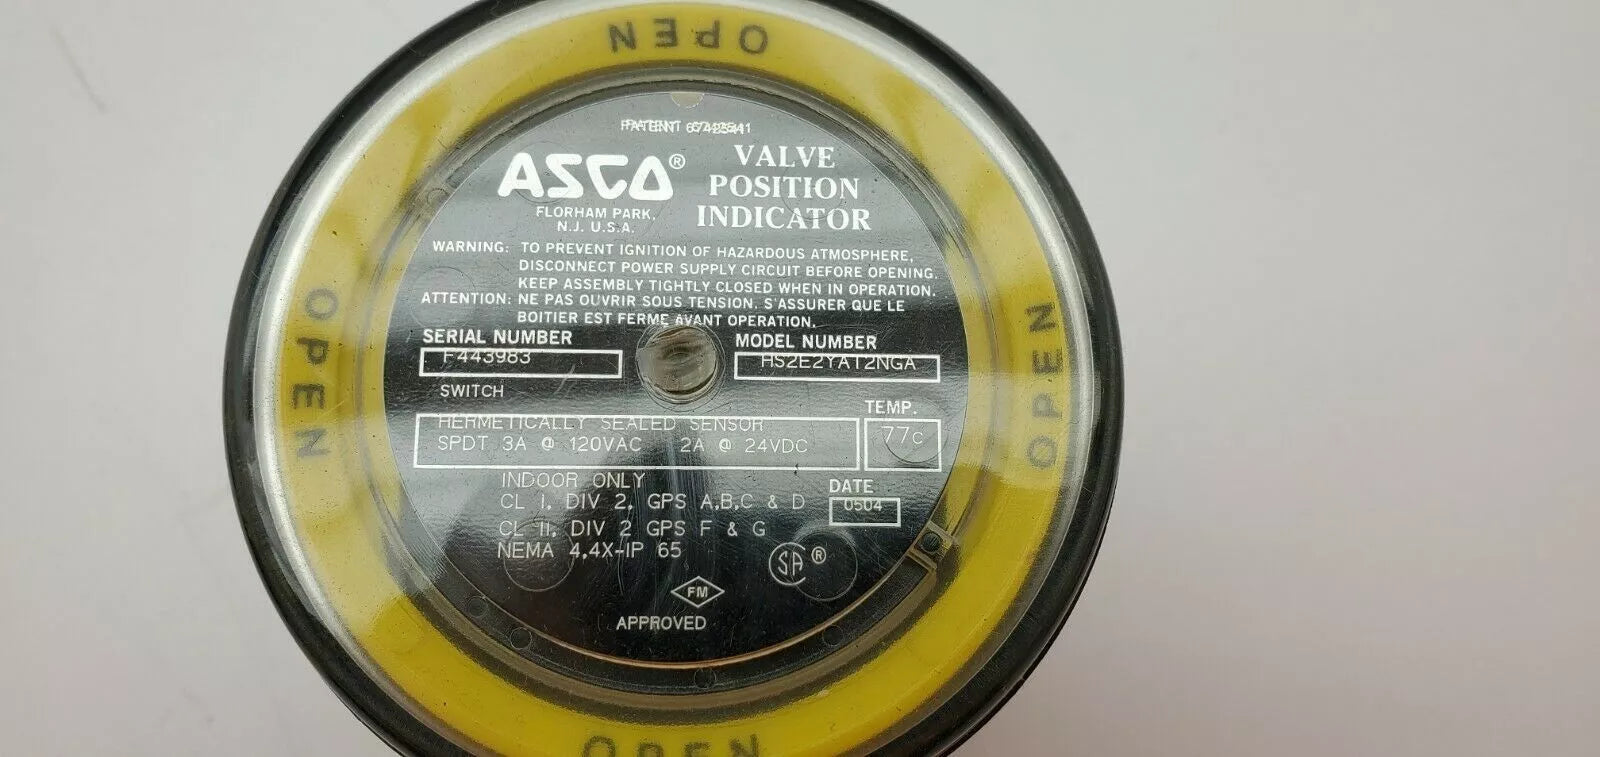 OPEN
PATENT 6742541
ASCO®
FLORHAM PARK,
N.J. U.S.A.
VALVE
POSITION
INDICATOR
WARNING: TO PREVENT IGNITION OF HAZARDOUS ATMOSPHERE,
DISCONNECT POWER SUPPLY CIRCUIT BEFORE OPENING.
KEEP ASSEMBLY TIGHTLY CLOSED WHEN IN OPERATION.
ATTENTION: NE PAS OUVRIR SOUS TENSION. S'ASSURER QUE LE
BOITIER EST FERME AVANT OPERATION.
SERIAL NUMBER
F443983
MODEL NUMBER
HS2E2YA12NGA
SWITCH
HERMETICALLY SEALED SENSOR
SPDT 3A @ 120VAC 2A @ 24VDC
TEMP.
77c
INDOOR ONLY
CL I, DIV 2, GPS A,B,C & D
CL II, DIV 2 GPS F & G
NEMA 4,4X-IP 65
DATE
0504
SA®
FM
APPROVED
OPEN
OPEN
OPEN